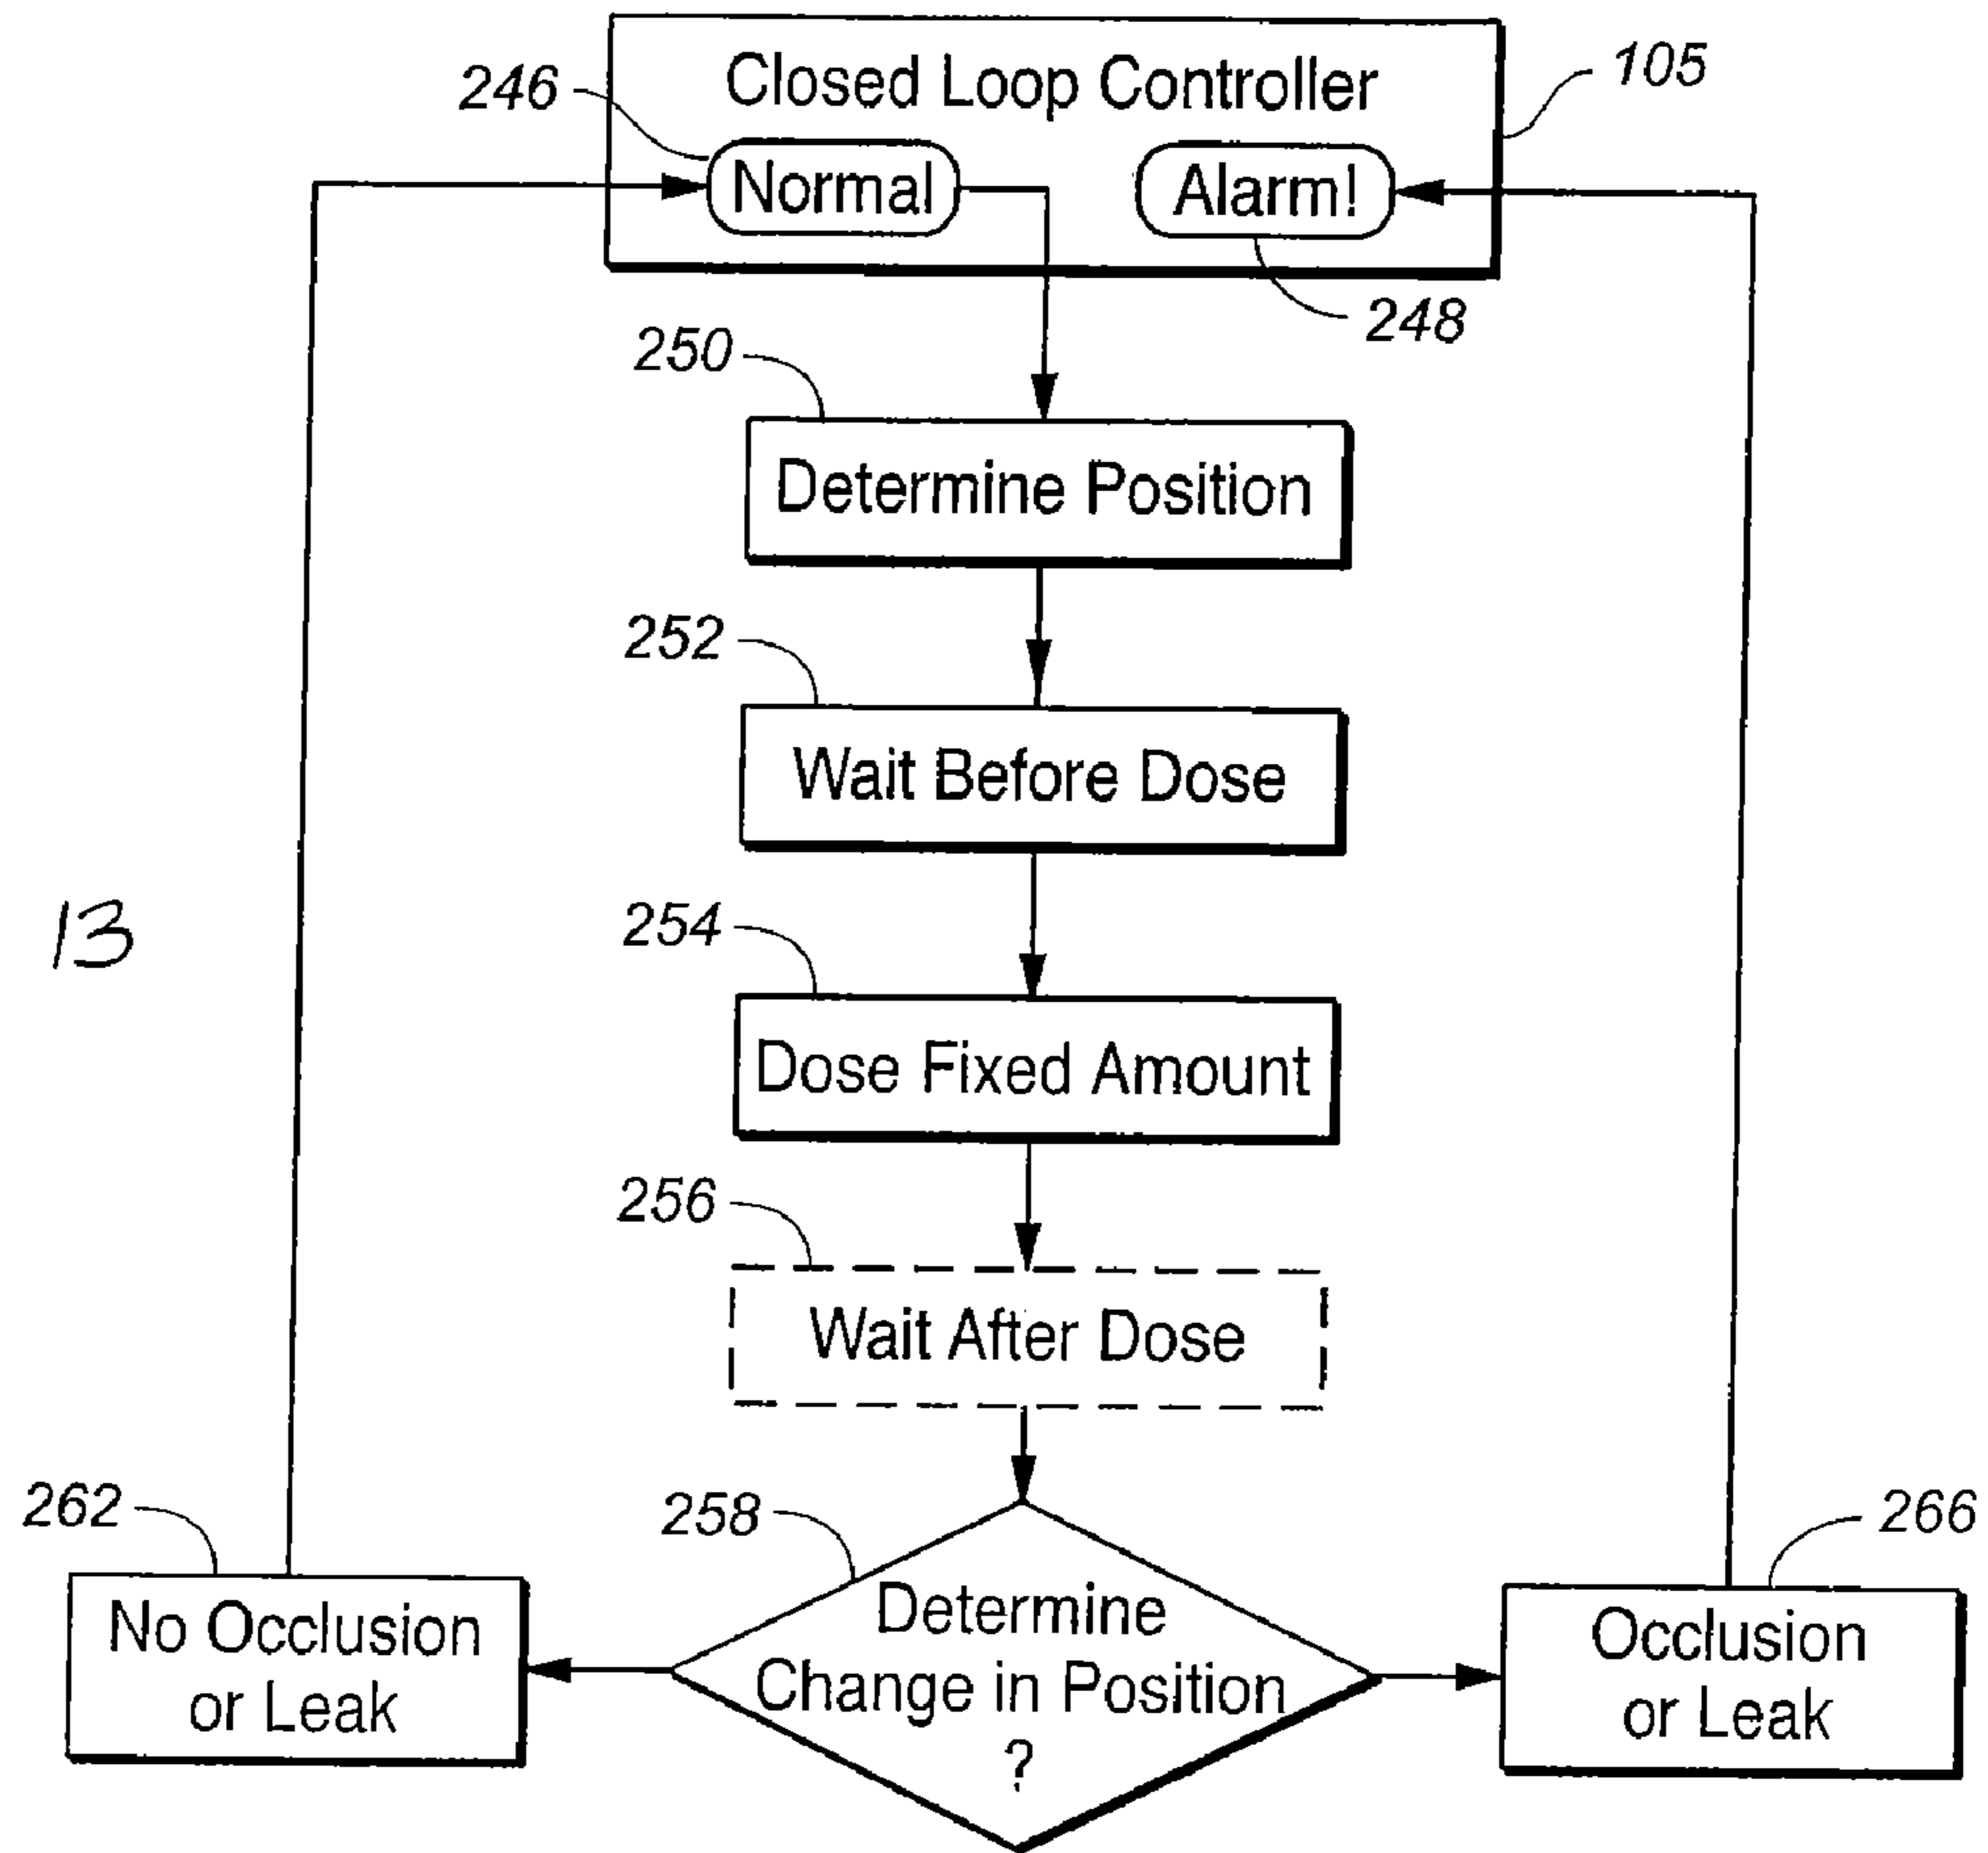 Closed Loop Controller
105
246
Normal
Alarm!
248
250
Determine Position
252
Wait Before Dose
13
254
Dose Fixed Amount
256
Wait After Dose
262
258
266
No Occlusion
or Leak
Determine
Change in Position
?
Occlusion
or Leak